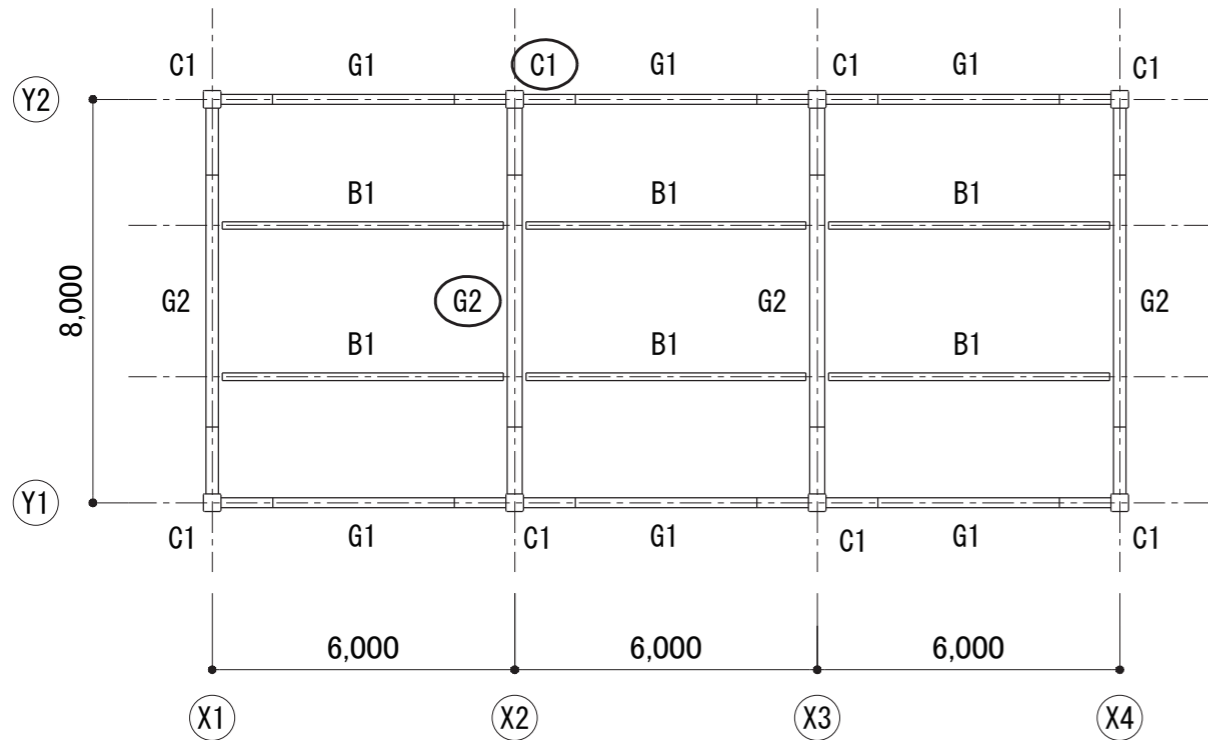 C1 G1 C1 G1 C1 G1 C1
Y2
B1 B1 B1
8,000
G2 G2 G2 G2
B1 B1 B1
Y1
C1 G1 C1 G1 C1 G1 C1
6,000 6,000 6,000
X1 X2 X3 X4